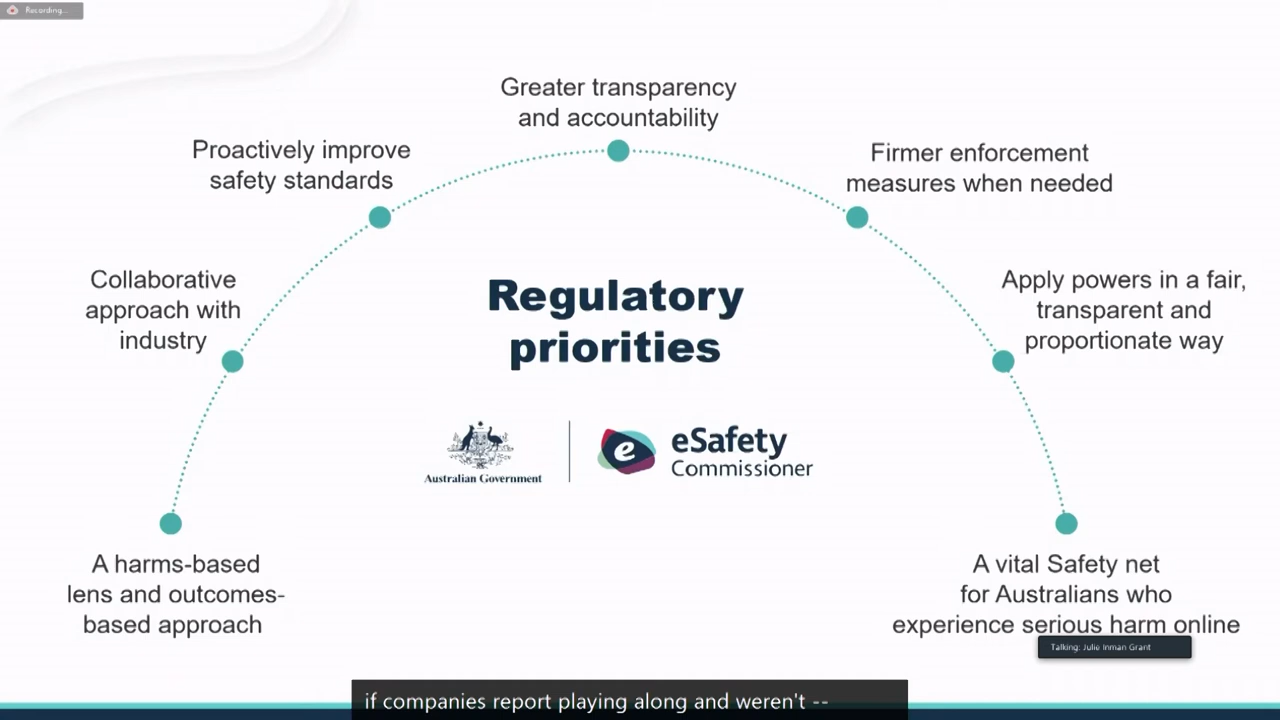 Recording...
Greater transparency
and accountability
Proactively improve
safety standards
Firmer enforcement
measures when needed
Collaborative
approach with
industry
Apply powers in a fair,
transparent and
proportionate way
Regulatory
priorities
Australian Government
e
eSafety
Commissioner
A harms-based
lens and outcomes-
based approach
A vital Safety net
for Australians who
experience serious harm online
Talking: Julie Inman Grant
if companies report playing along and weren't --